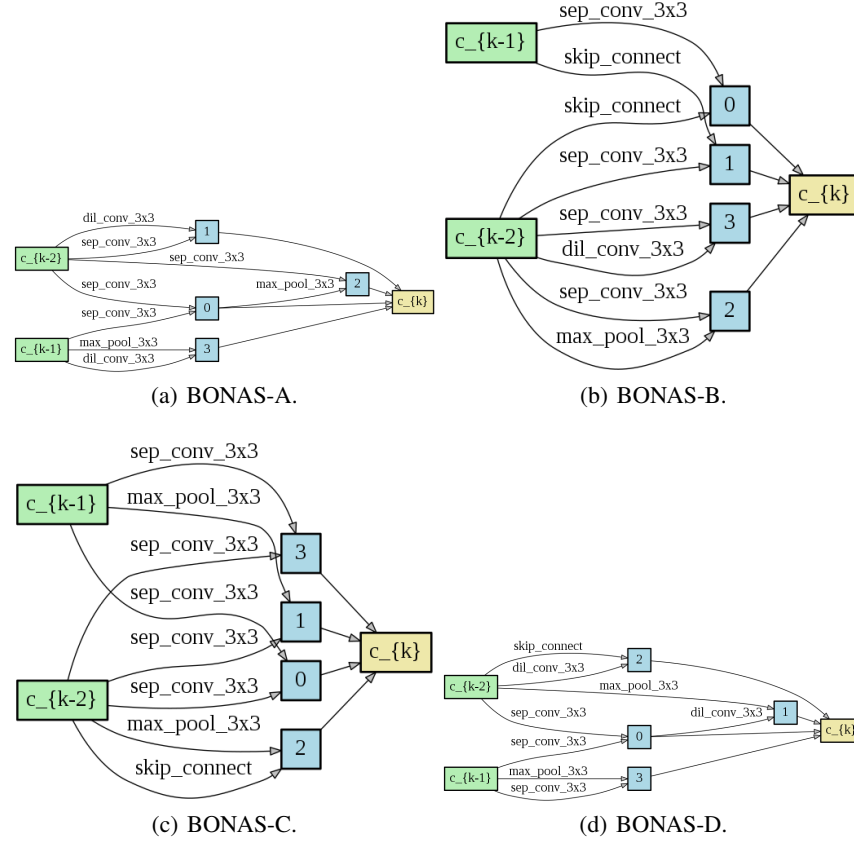 dil_conv_3x3
sep_conv_3x3
1
c_{k-2}
sep_conv_3x3
sep_conv_3x3
max_pool_3x3
2
c_{k}
sep_conv_3x3
0
c_{k-1}
max_pool_3x3
dil_conv_3x3
3
(a) BONAS-A.
sep_conv_3x3
c_{k-1}
skip_connect
skip_connect
0
sep_conv_3x3
1
c_{k}
sep_conv_3x3
c_{k-2}
3
dil_conv_3x3
sep_conv_3x3
2
max_pool_3x3
(b) BONAS-B.
sep_conv_3x3
c_{k-1}
max_pool_3x3
sep_conv_3x3
3
sep_conv_3x3
1
sep_conv_3x3
c_{k}
c_{k-2}
sep_conv_3x3
0
max_pool_3x3
2
skip_connect
(c) BONAS-C.
skip_connect
dil_conv_3x3
2
c_{k-2}
max_pool_3x3
sep_conv_3x3
dil_conv_3x3
1
c_{k}
sep_conv_3x3
0
c_{k-1}
max_pool_3x3
sep_conv_3x3
3
(d) BONAS-D.